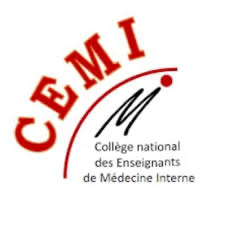 CEMI
Collège national
des Enseignants
de Médecine Interne